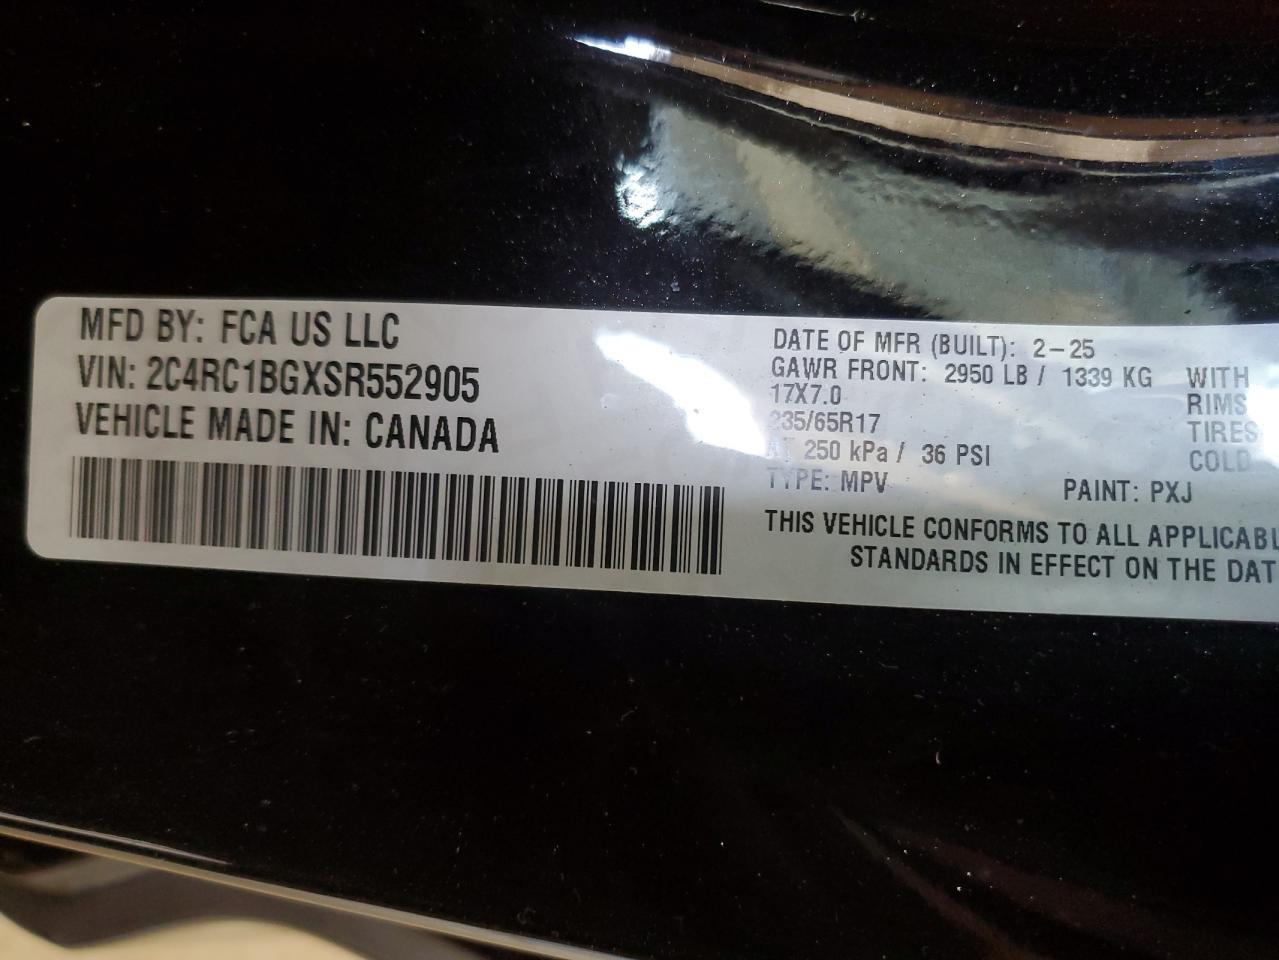 MFD BY: FCA US LLC
VIN: 2C4RC1BGXSR552905
VEHICLE MADE IN: CANADA
DATE OF MFR (BUILT): 2-25
GAWR FRONT: 2950 LB / 1339 KG WITH
17X7.0 RIMS
235/65R17 TIRES
AT 250 kPa / 36 PSI COLD
TYPE: MPV PAINT: PXJ
THIS VEHICLE CONFORMS TO ALL
STANDARDS IN EFFECT ON THE